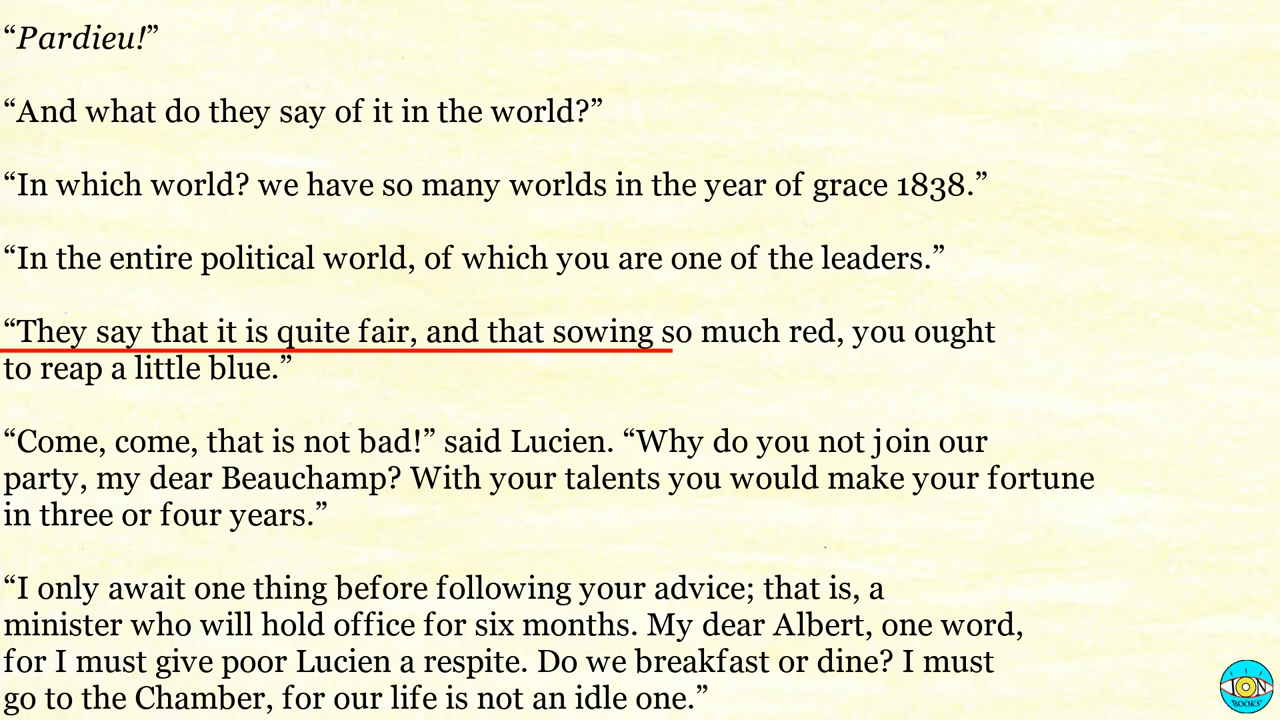 “Pardieu!”
“And what do they say of it in the world?”
“In which world? we have so many worlds in the year of grace 1838.”
“In the entire political world, of which you are one of the leaders.”
“They say that it is quite fair, and that sowing so much red, you ought
to reap a little blue.”
“Come, come, that is not bad!” said Lucien. “Why do you not join our
party, my dear Beauchamp? With your talents you would make your fortune
in three or four years.”
“I only await one thing before following your advice; that is, a
minister who will hold office for six months. My dear Albert, one word,
for I must give poor Lucien a respite. Do we breakfast or dine? I must
go to the Chamber, for our life is not an idle one.”
ION
BOOKS